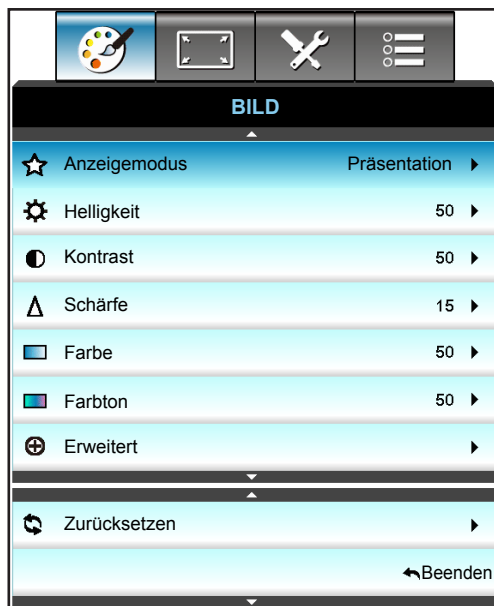 BILD
Anzeigemodus Präsentation
Helligkeit 50
Kontrast 50
Schärfe 15
Farbe 50
Farbton 50
Erweitert
Zurücksetzen
Beenden